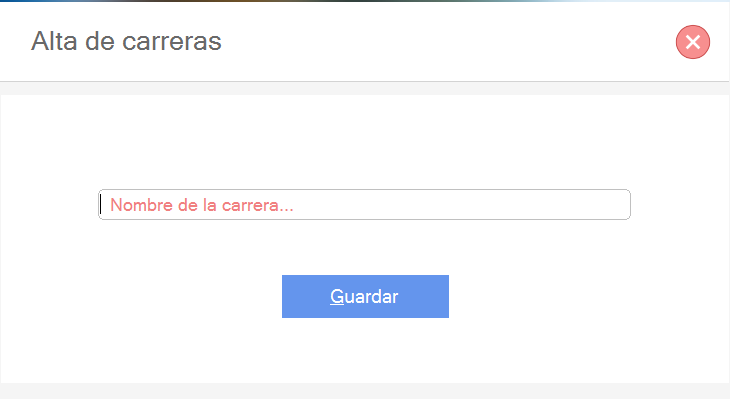 Alta de carreras
Nombre de la carrera...
Guardar